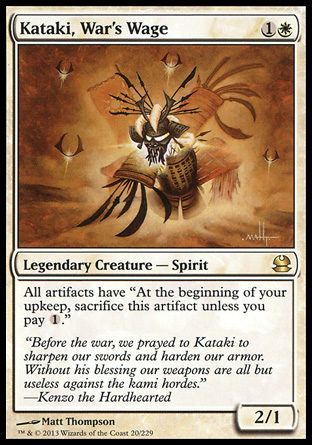 Kataki, War's Wage 1
MATT
Legendary Creature — Spirit
All artifacts have “At the beginning of your
upkeep, sacrifice this artifact unless you
pay 1.”
“Before the war, we prayed to Kataki to
sharpen our swords and harden our armor.
Without his blessing our weapons are all but
useless against the kami hordes.”
—Kenzo the Hardhearted
Matt Thompson
™ & © 2013 Wizards of the Coast 20/229
2/1